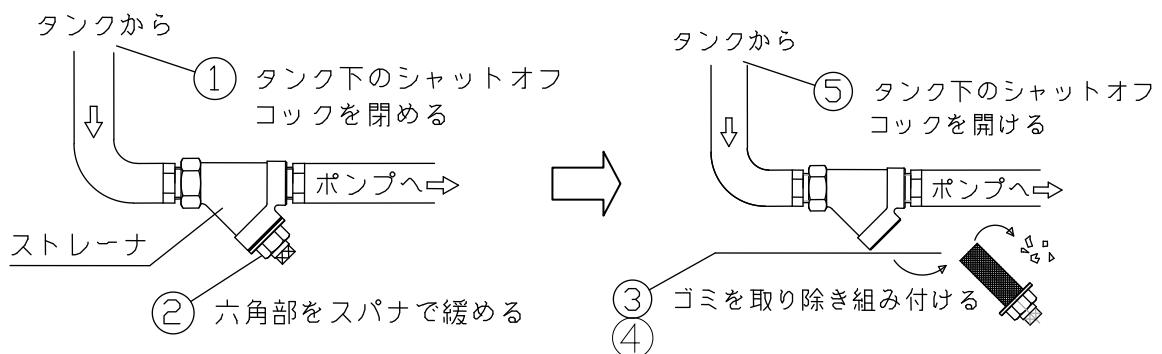 タンクから
① タンク下のシャットオフ
コックを閉める
ポンプへ
ストレーナ
② 六角部をスパナで緩める
タンクから
⑤ タンク下のシャットオフ
コックを開ける
ポンプへ
③ ゴミを取り除き組み付ける
④